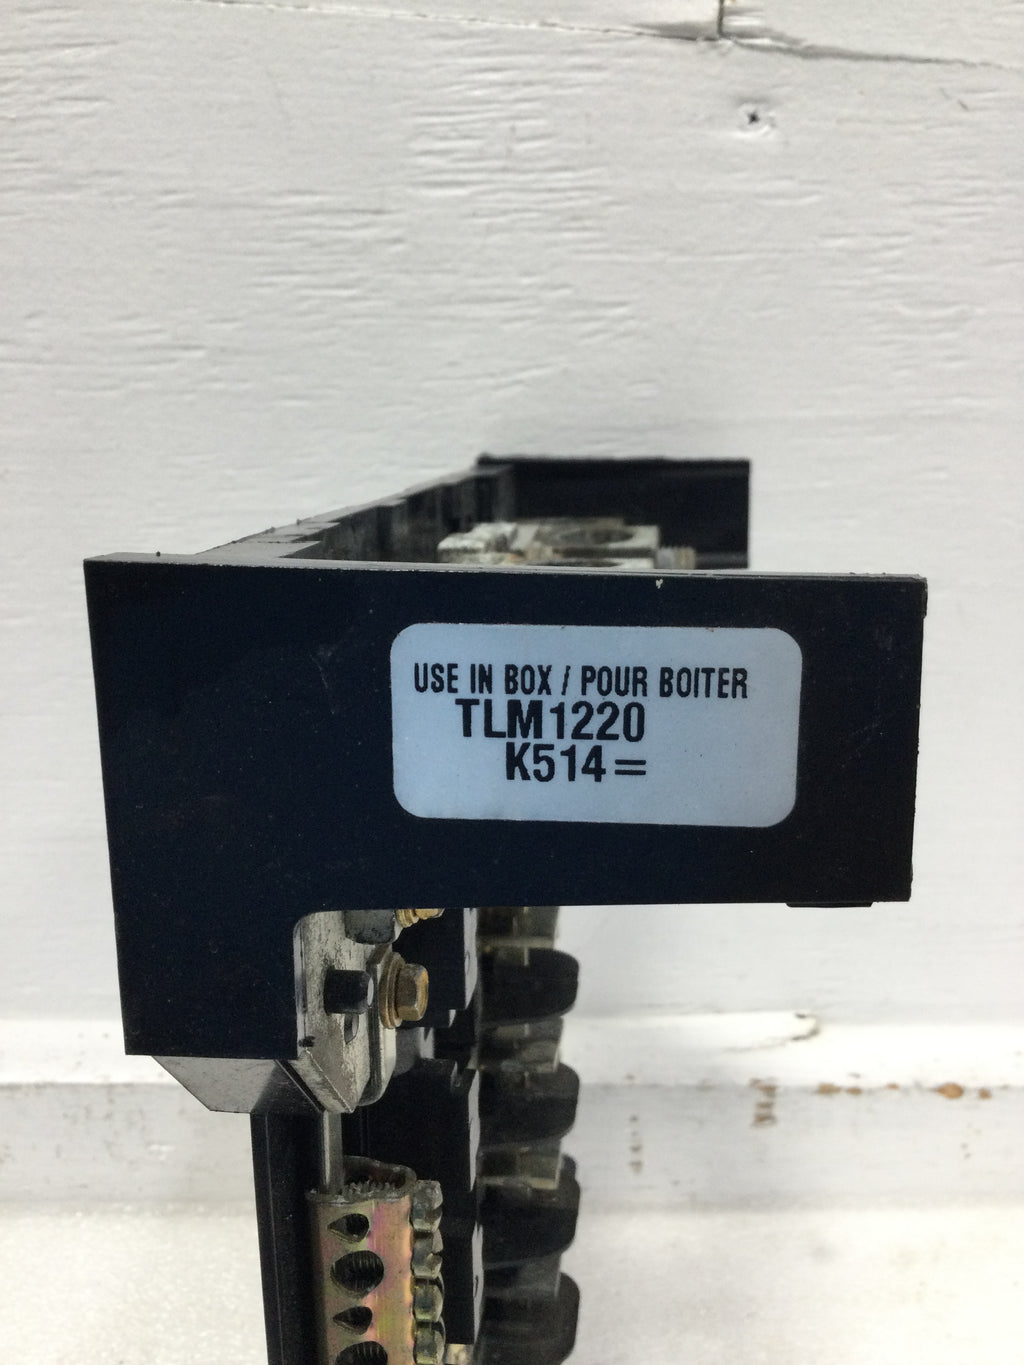 USE IN BOX / POUR BOITER
TLM1220
K514=